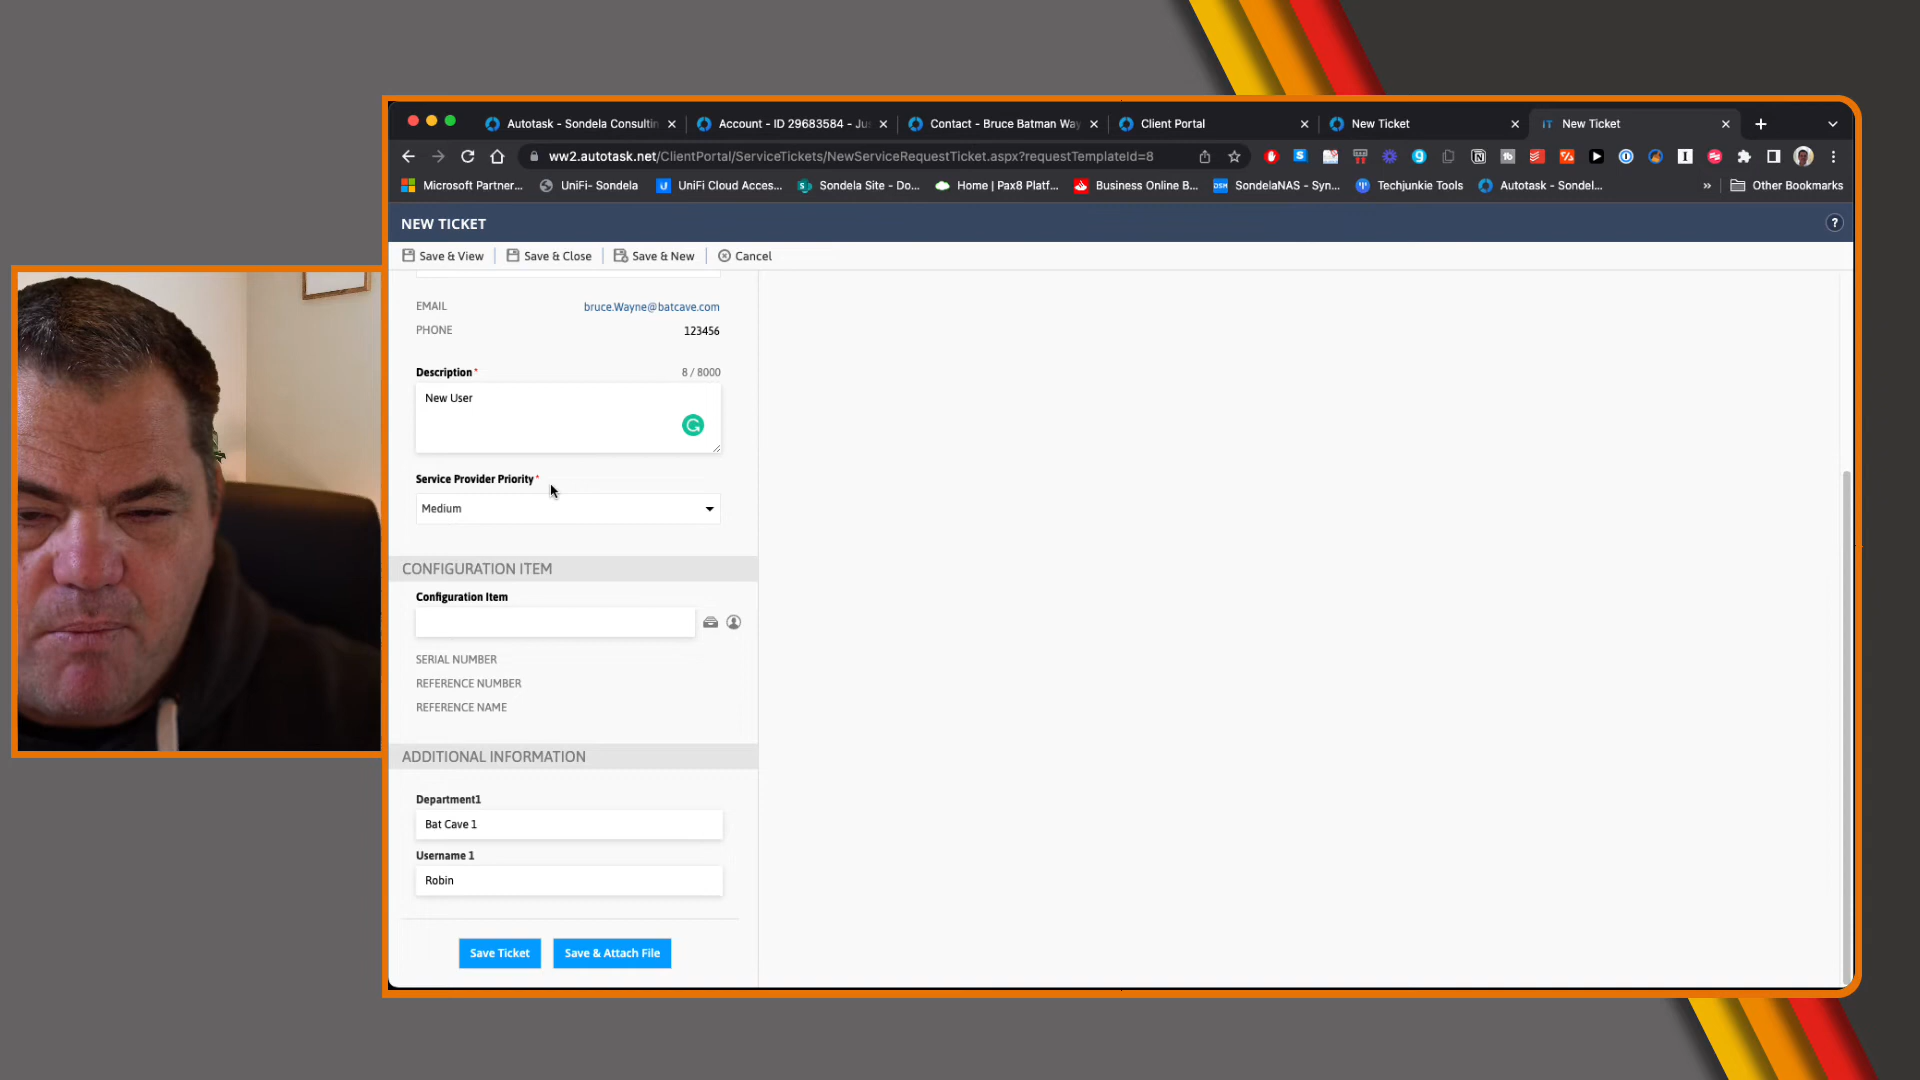 Autotask - Sondela Consultin
Account - ID 29683584 - Ju
Contact - Bruce Batman Way
Client Portal
New Ticket
IT New Ticket
ww2.autotask.net/ClientPortal/ServiceTickets/NewServiceRequestTicket.aspx?requestTemplateId=8
Microsoft Partner...
UniFi- Sondela
UniFi Cloud Acces...
Sondela Site - Do...
Home | Pax8 Platf...
Business Online B...
SondelaNAS - Syn...
Techjunkie Tools
Autotask - Sondel...
»
Other Bookmarks
NEW TICKET
?
Save & View
Save & Close
Save & New
Cancel
EMAIL bruce.Wayne@batcave.com
PHONE 123456
Description* 8 / 8000
New User
Service Provider Priority*
Medium
CONFIGURATION ITEM
Configuration Item
SERIAL NUMBER
REFERENCE NUMBER
REFERENCE NAME
ADDITIONAL INFORMATION
Department1
Bat Cave 1
Username 1
Robin
Save Ticket
Save & Attach File